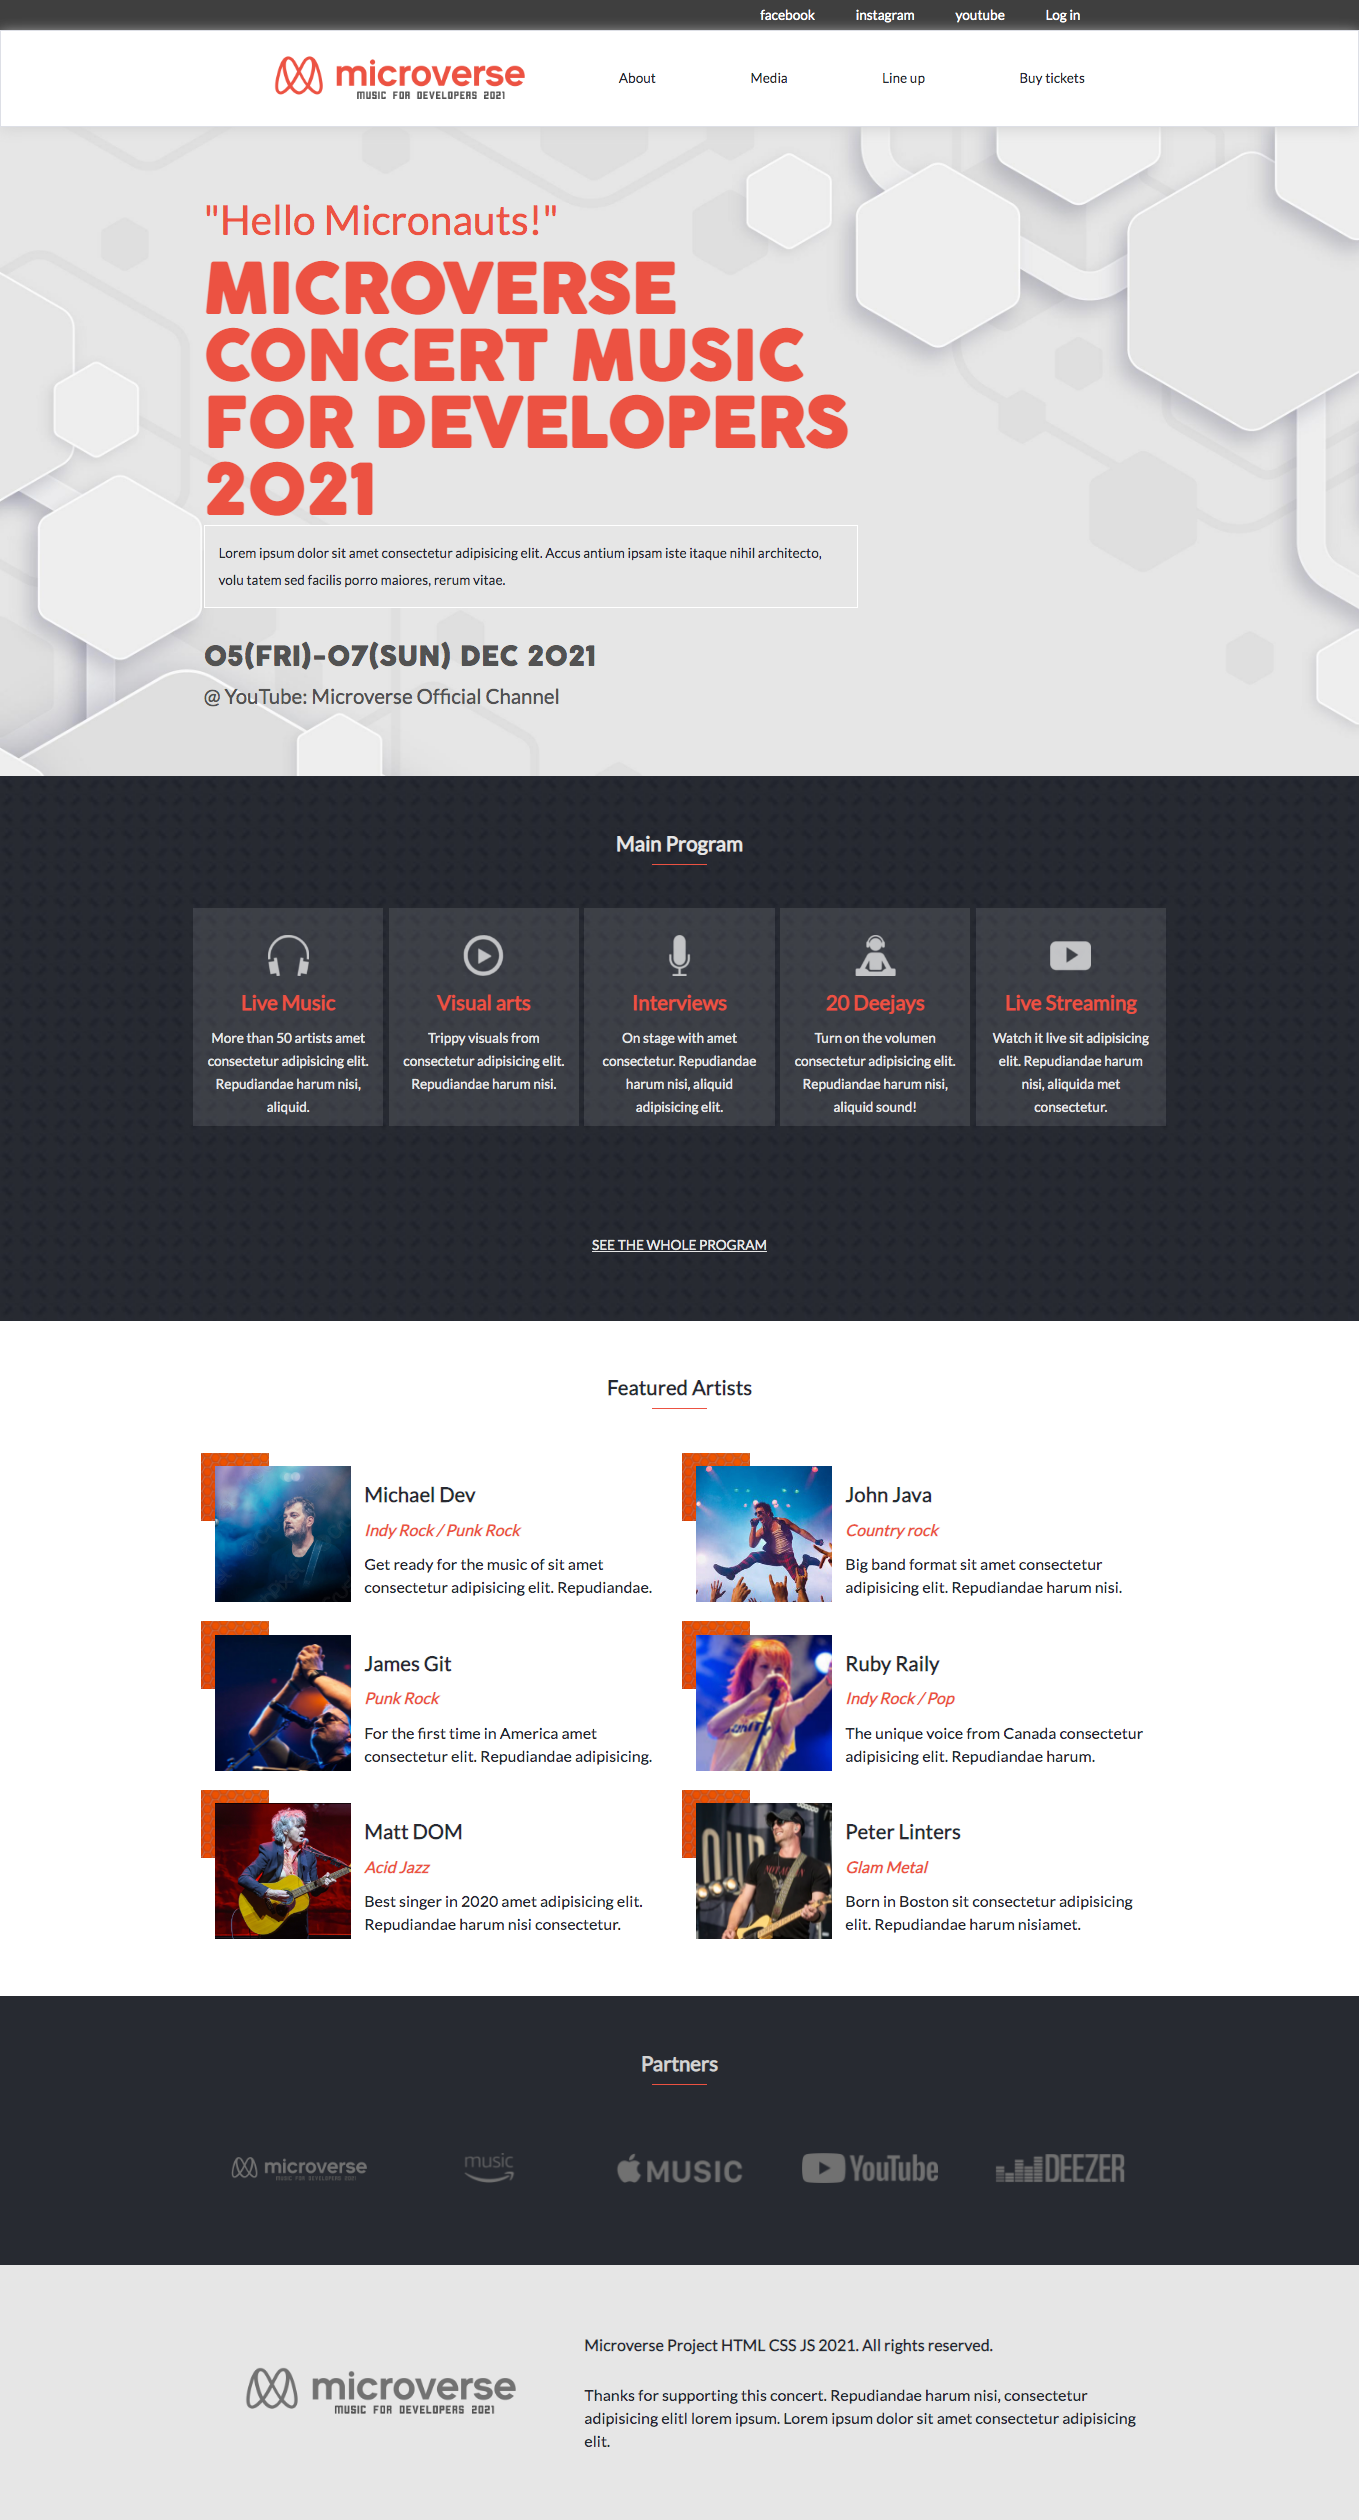 facebook instagram youtube Log in
microverse
MUSIC FOR DEVELOPERS 2021
About Media Line up Buy tickets
"Hello Micronauts!"
MICROVERSE
CONCERT MUSIC
FOR DEVELOPERS
2021
Lorem ipsum dolor sit amet consectetur adipisicing elit. Accus antium ipsam iste itaque nihil architecto,
volu tatem sed facilis porro maiores, rerum vitae.
05(FRI)-07(SUN) DEC 2021
@ YouTube: Microverse Official Channel
Main Program
Live Music
More than 50 artists amet
consectetur adipisicing elit.
Repudiandae harum nisi,
aliquid.
Visual arts
Trippy visuals from
consectetur adipisicing elit.
Repudiandae harum nisi.
Interviews
On stage with amet
consectetur. Repudiandae
harum nisi, aliquid
adipisicing elit.
20 Deejays
Turn on the volumen
consectetur adipisicing elit.
Repudiandae harum nisi,
aliquid sound!
Live Streaming
Watch it live sit adipisicing
elit. Repudiandae harum
nisi, aliquida met
consectetur.
SEE THE WHOLE PROGRAM
Featured Artists
Michael Dev
Indy Rock / Punk Rock
Get ready for the music of sit amet
consectetur adipisicing elit. Repudiandae.
John Java
Country rock
Big band format sit amet consectetur
adipisicing elit. Repudiandae harum nisi.
James Git
Punk Rock
For the first time in America amet
consectetur elit. Repudiandae adipisicing.
Ruby Raily
Indy Rock / Pop
The unique voice from Canada consectetur
adipisicing elit. Repudiandae harum.
Matt DOM
Acid Jazz
Best singer in 2020 amet adipisicing elit.
Repudiandae harum nisi consectetur.
Peter Linters
Glam Metal
Born in Boston sit consectetur adipisicing
elit. Repudiandae harum nisiamet.
Partners
microverse
MUSIC FOR DEVELOPERS 2021
music
MUSIC
YouTube
DEEZER
microverse
MUSIC FOR DEVELOPERS 2021
Microverse Project HTML CSS JS 2021. All rights reserved.
Thanks for supporting this concert. Repudiandae harum nisi, consectetur
adipisicing elitl lorem ipsum. Lorem ipsum dolor sit amet consectetur adipisicing
elit.